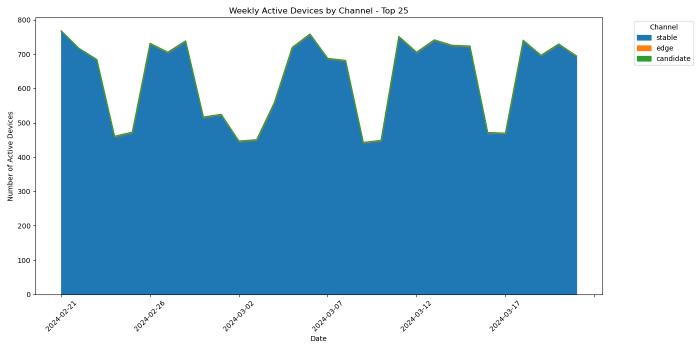 Weekly Active Devices by Channel - Top 25
Number of Active Devices
800
700
600
500
400
300
200
100
0
2024-02-21
2024-02-26
2024-03-02
2024-03-07
2024-03-12
2024-03-17
Date
Channel
stable
edge
candidate